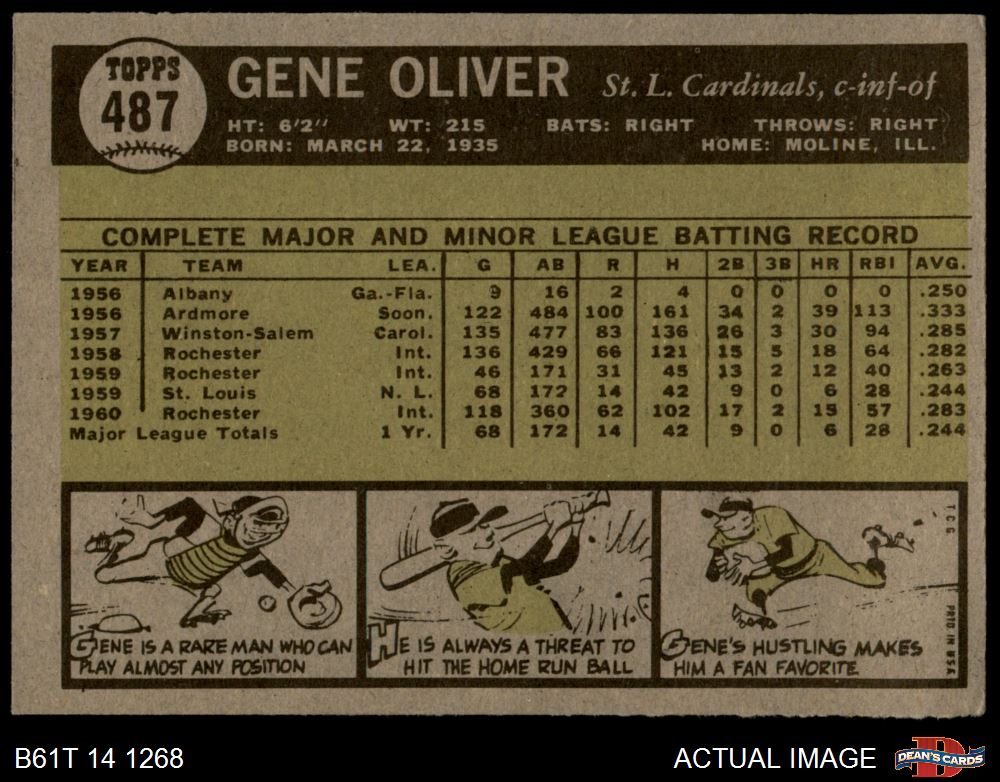 TOPPS
487
GENE OLIVER St. L. Cardinals, c-inf-of
HT: 6'2" WT: 215 BATS: RIGHT THROWS: RIGHT
BORN: MARCH 22, 1935 HOME: MOLINE, ILL.
COMPLETE MAJOR AND MINOR LEAGUE BATTING RECORD
YEAR TEAM LEA. G AB R H 2B 3B HR RBI AVG.
1956 Albany Ga.-Fla. 9 16 2 4 0 0 0 0 .250
1956 Ardmore Soon. 122 484 100 161 34 2 39 113 .333
1957 Winston-Salem Carol. 135 477 83 136 26 3 30 94 .285
1958 Rochester Int. 136 429 66 121 15 5 18 64 .282
1959 Rochester Int. 46 171 31 45 13 2 12 40 .263
1959 St. Louis N. L. 68 172 14 42 9 0 6 28 .244
1960 Rochester Int. 118 360 62 102 17 2 15 57 .283
Major League Totals 1 Yr. 68 172 14 42 9 0 6 28 .244
GENE IS A RARE MAN WHO CAN
PLAY ALMOST ANY POSITION
HE IS ALWAYS A THREAT TO
HIT THE HOME RUN BALL
GENE'S HUSTLING MAKES
HIM A FAN FAVORITE
T.C.G.
PRTD. IN U.S.A.
B61T 14 1268
ACTUAL IMAGE
D
DEAN'S CARDS